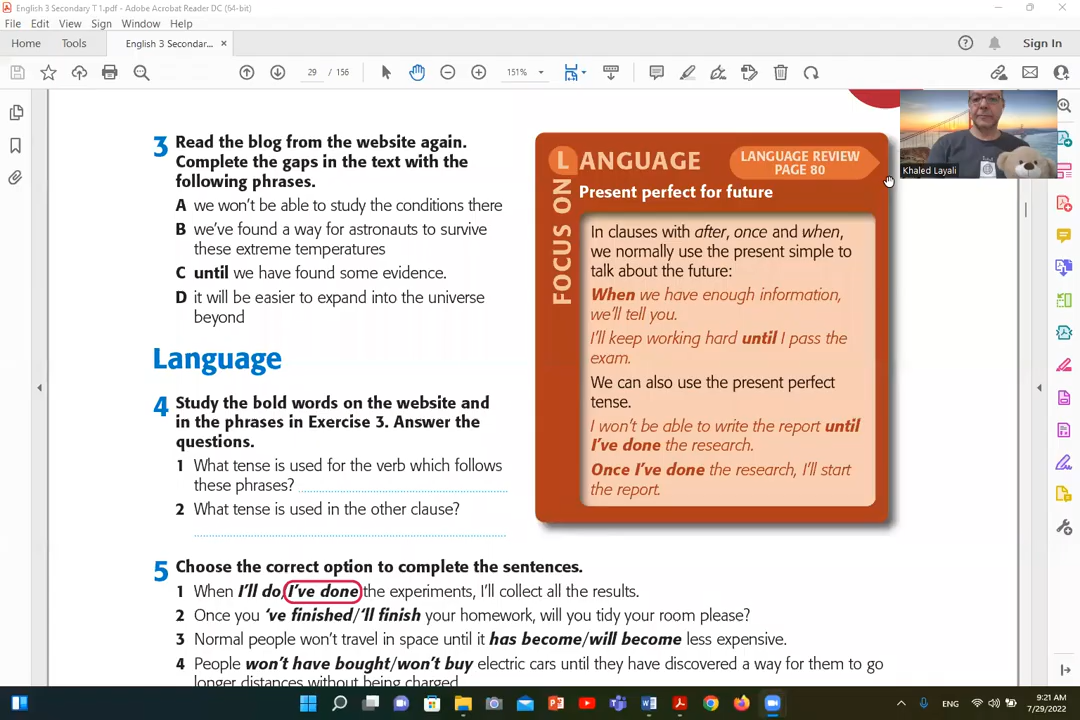 English 3 Secondary T 1.pdf - Adobe Acrobat Reader DC (64-bit)
File Edit View Sign Window Help
Home Tools English 3 Secondar... × Sign In
29 / 156 151%
Khaled Layali
3 Read the blog from the website again.
Complete the gaps in the text with the
following phrases.
A we won't be able to study the conditions there
B we've found a way for astronauts to survive
these extreme temperatures
C until we have found some evidence.
D it will be easier to expand into the universe
beyond
Language
4 Study the bold words on the website and
in the phrases in Exercise 3. Answer the
questions.
1 What tense is used for the verb which follows
these phrases?
2 What tense is used in the other clause?
FOCUS ON LANGUAGE
LANGUAGE REVIEW
PAGE 80
Present perfect for future
In clauses with after, once and when,
we normally use the present simple to
talk about the future:
When we have enough information,
we'll tell you.
I'll keep working hard until I pass the
exam.
We can also use the present perfect
tense.
I won't be able to write the report until
I've done the research.
Once I've done the research, I'll start
the report.
5 Choose the correct option to complete the sentences.
1 When I'll do/I've done the experiments, I'll collect all the results.
2 Once you 've finished/'ll finish your homework, will you tidy your room please?
3 Normal people won't travel in space until it has become/will become less expensive.
4 People won't have bought/won't buy electric cars until they have discovered a way for them to go
longer distances without being charged.
ENG
9:21 AM
7/29/2022